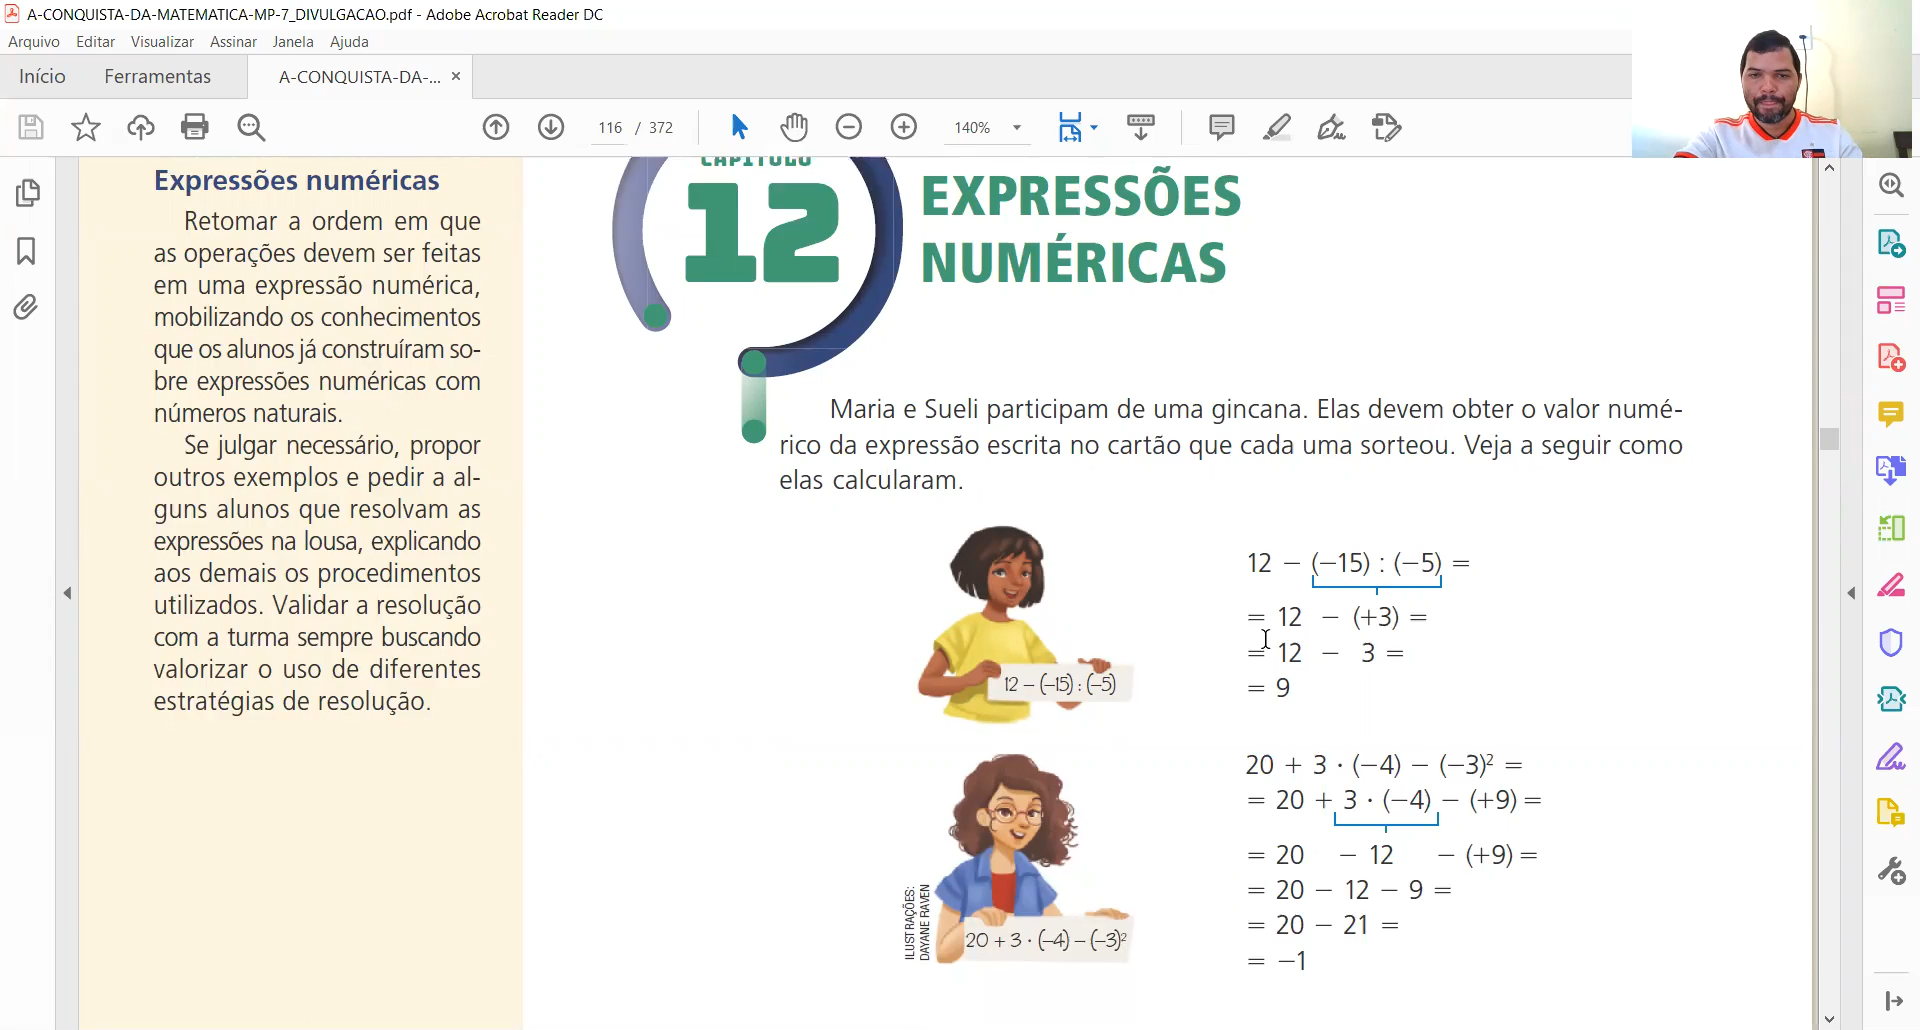 A-CONQUISTA-DA-MATEMATICA-MP-7_DIVULGACAO.pdf - Adobe Acrobat Reader DC
Arquivo Editar Visualizar Assinar Janela Ajuda
Início Ferramentas A-CONQUISTA-DA-... ×
116 / 372 140%
Expressões numéricas
Retomar a ordem em que
as operações devem ser feitas
em uma expressão numérica,
mobilizando os conhecimentos
que os alunos já construíram so-
bre expressões numéricas com
números naturais.
Se julgar necessário, propor
outros exemplos e pedir a al-
guns alunos que resolvam as
expressões na lousa, explicando
aos demais os procedimentos
utilizados. Validar a resolução
com a turma sempre buscando
valorizar o uso de diferentes
estratégias de resolução.
CAPÍTULO
12
EXPRESSÕES
NUMÉRICAS
Maria e Sueli participam de uma gincana. Elas devem obter o valor numé-
rico da expressão escrita no cartão que cada uma sorteou. Veja a seguir como
elas calcularam.
12 – (–15) : (–5)
12 − (−15) : (−5) =
= 12 − (+3) =
= 12 − 3 =
= 9
20 + 3 · (–4) – (–3)²
ILUSTRAÇÕES:
DAYANE RAVEN
20 + 3 · (−4) − (−3)² =
= 20 + 3 · (−4) − (+9) =
= 20 − 12 − (+9) =
= 20 − 12 − 9 =
= 20 − 21 =
= −1